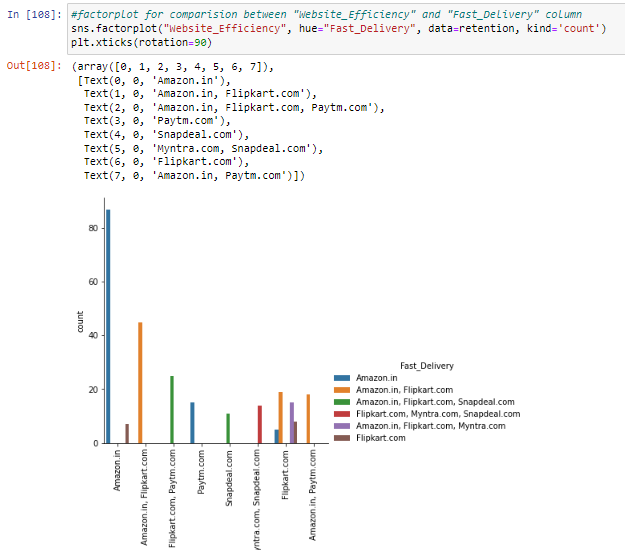 In [108]: #factorplot for comparision between "Website_Efficiency" and "Fast_Delivery" column
sns.factorplot("Website_Efficiency", hue="Fast_Delivery", data=retention, kind='count')
plt.xticks(rotation=90)
Out[108]: (array([0, 1, 2, 3, 4, 5, 6, 7]),
[Text(0, 0, 'Amazon.in'),
Text(1, 0, 'Amazon.in, Flipkart.com'),
Text(2, 0, 'Amazon.in, Flipkart.com, Paytm.com'),
Text(3, 0, 'Paytm.com'),
Text(4, 0, 'Snapdeal.com'),
Text(5, 0, 'Myntra.com, Snapdeal.com'),
Text(6, 0, 'Flipkart.com'),
Text(7, 0, 'Amazon.in, Paytm.com')])
80
60
40
20
0
count
Fast_Delivery
Amazon.in
Amazon.in, Flipkart.com
Amazon.in, Flipkart.com, Snapdeal.com
Flipkart.com, Myntra.com, Snapdeal.com
Amazon.in, Flipkart.com, Myntra.com
Flipkart.com
Amazon.in
Amazon.in, Flipkart.com
Flipkart.com, Paytm.com
Paytm.com
Snapdeal.com
yntra.com, Snapdeal.com
Flipkart.com
Amazon.in, Paytm.com